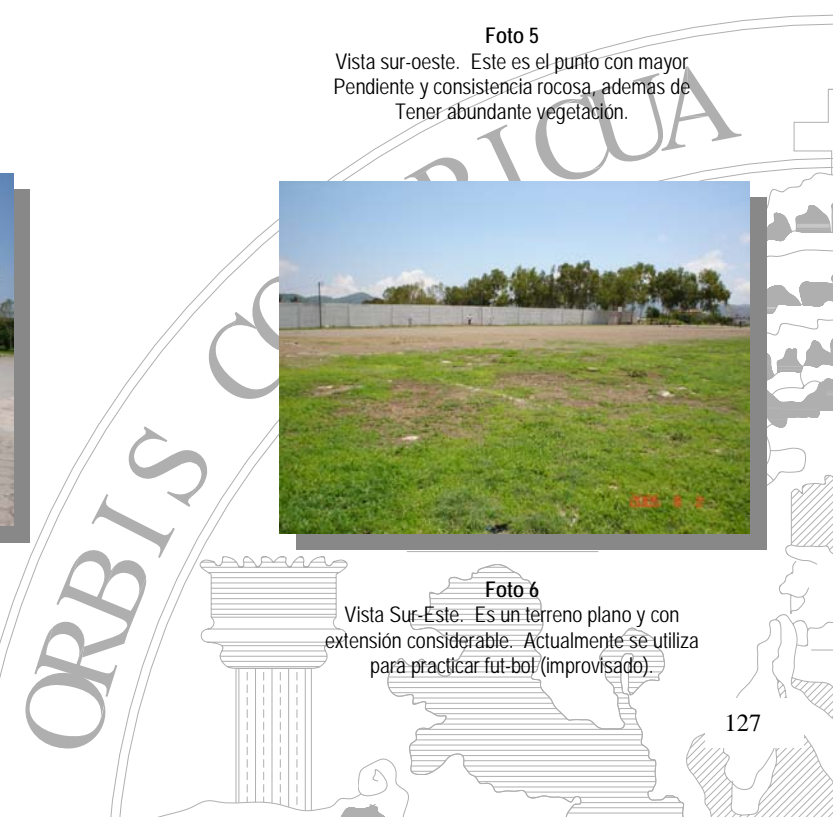 Foto 5
Vista sur-oeste. Este es el punto con mayor
Pendiente y consistencia rocosa, además de
Tener abundante vegetación.
ORBIS
Foto 6
Vista Sur-Este. Es un terreno plano y con
extensión considerable. Actualmente se utiliza
para practicar fut-bol (improvisado).
127